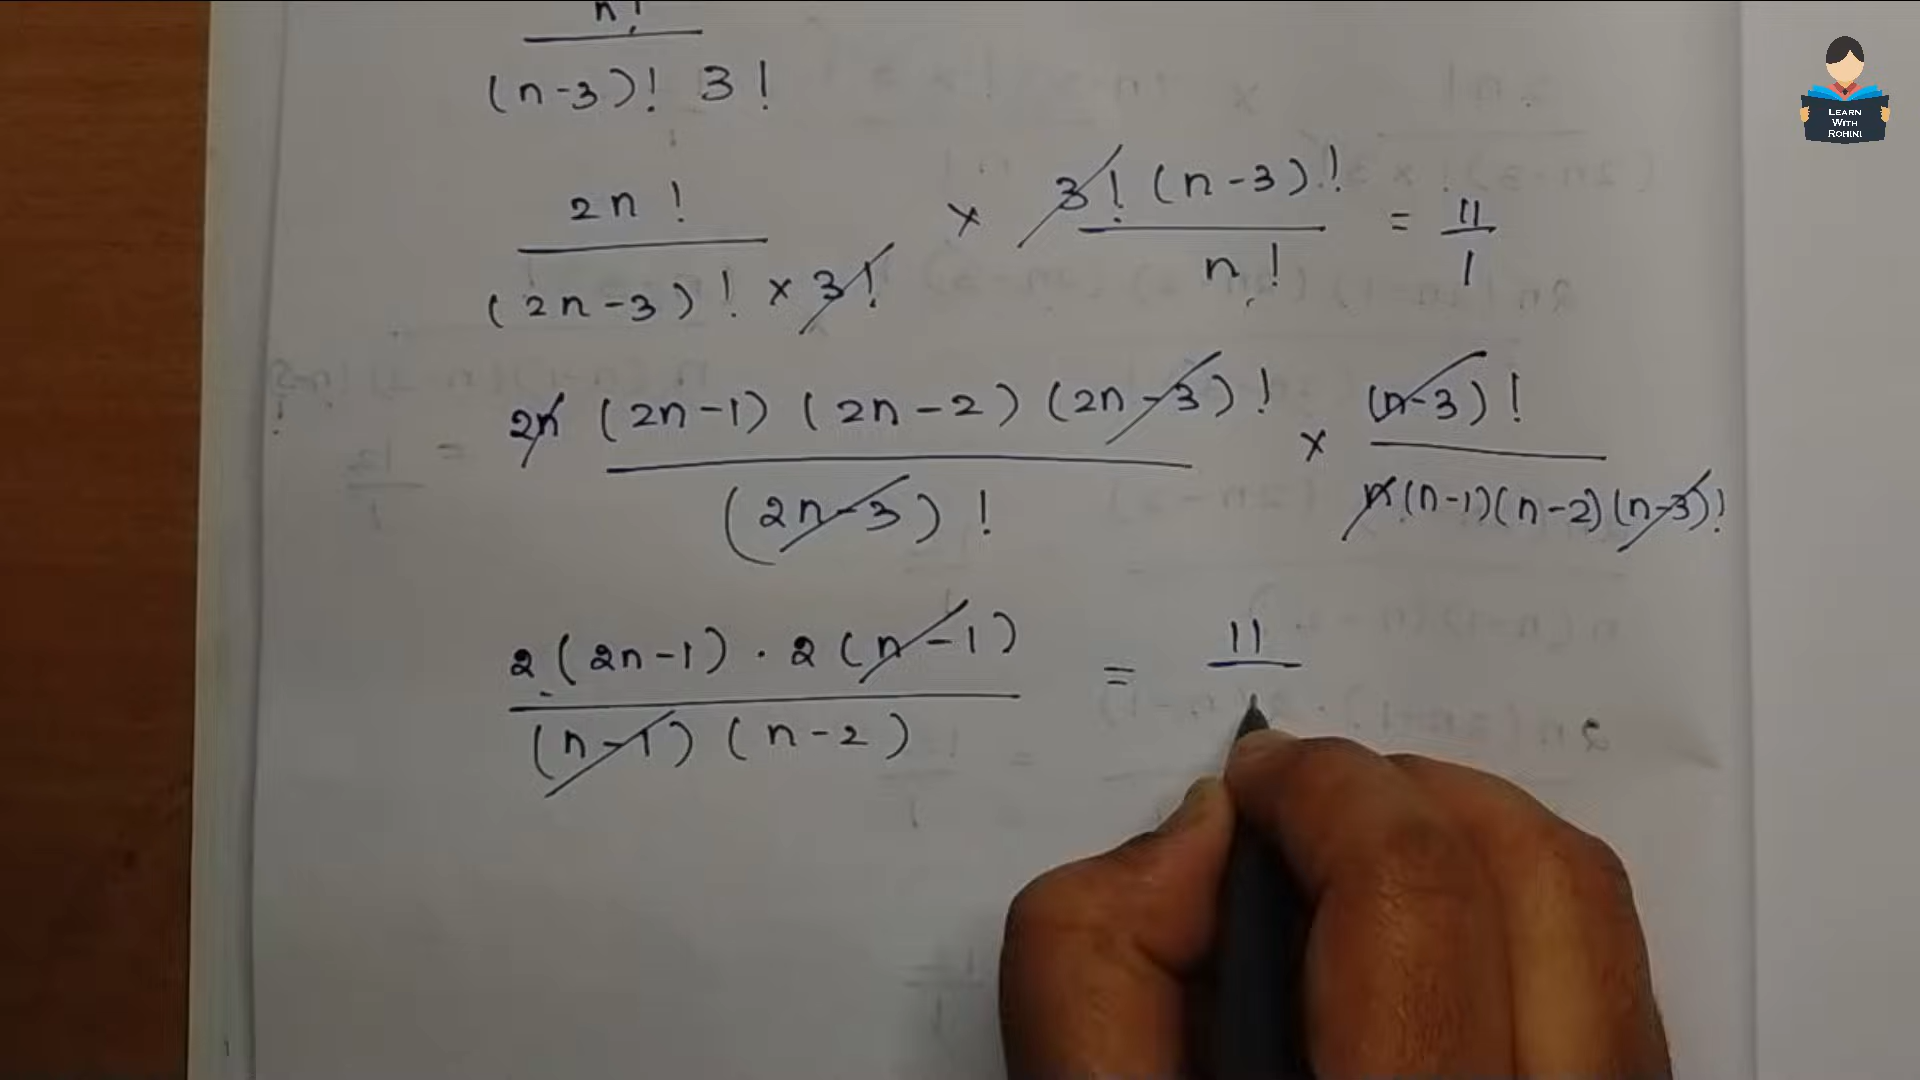 n!
(n-3)! 3!
2n! / (2n-3)! × 3! × 3! (n-3)! / n! = 11/1
2n (2n-1) (2n-2) (2n-3)! / (2n-3)! × (n-3)! / n(n-1)(n-2)(n-3)!
2(2n-1) · 2(n-1) / (n-1) (n-2) = 11/1
LEARN
WITH
ROHINI